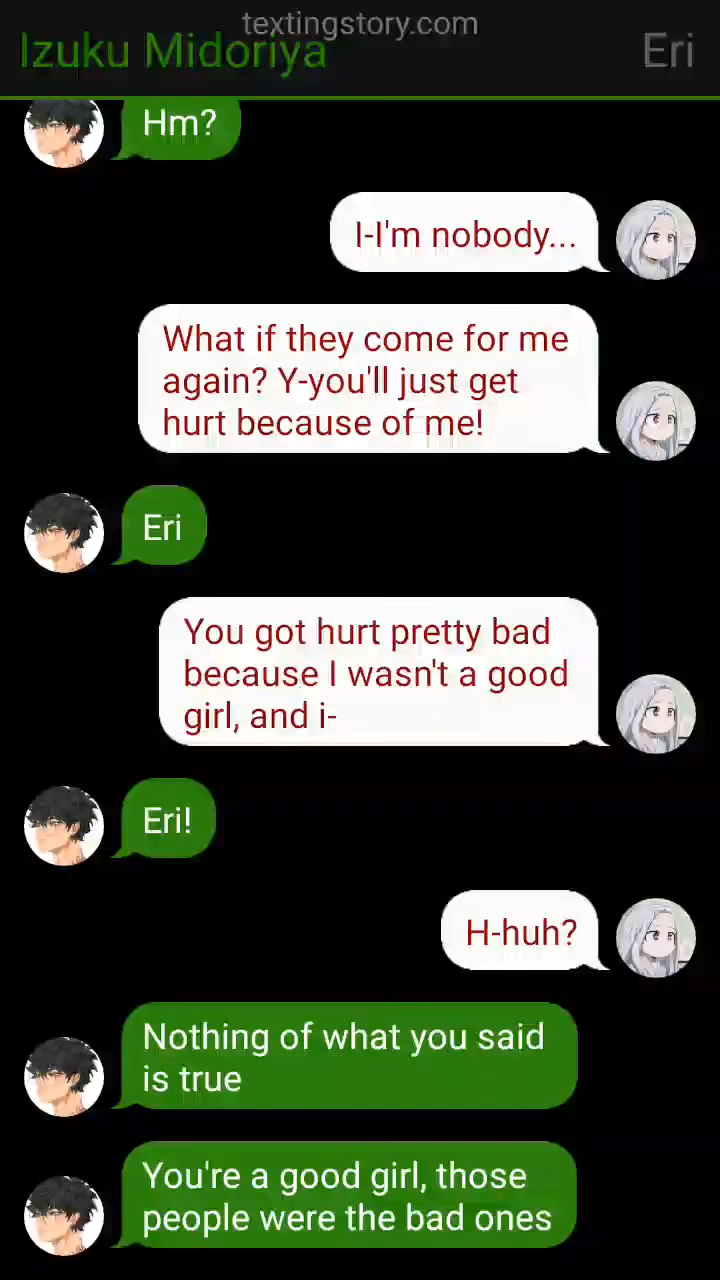 textingstory.com
Izuku Midoriya
Eri
Hm?
I-I'm nobody...
What if they come for me
again? Y-you'll just get
hurt because of me!
Eri
You got hurt pretty bad
because I wasn't a good
girl, and i-
Eri!
H-huh?
Nothing of what you said
is true
You're a good girl, those
people were the bad ones